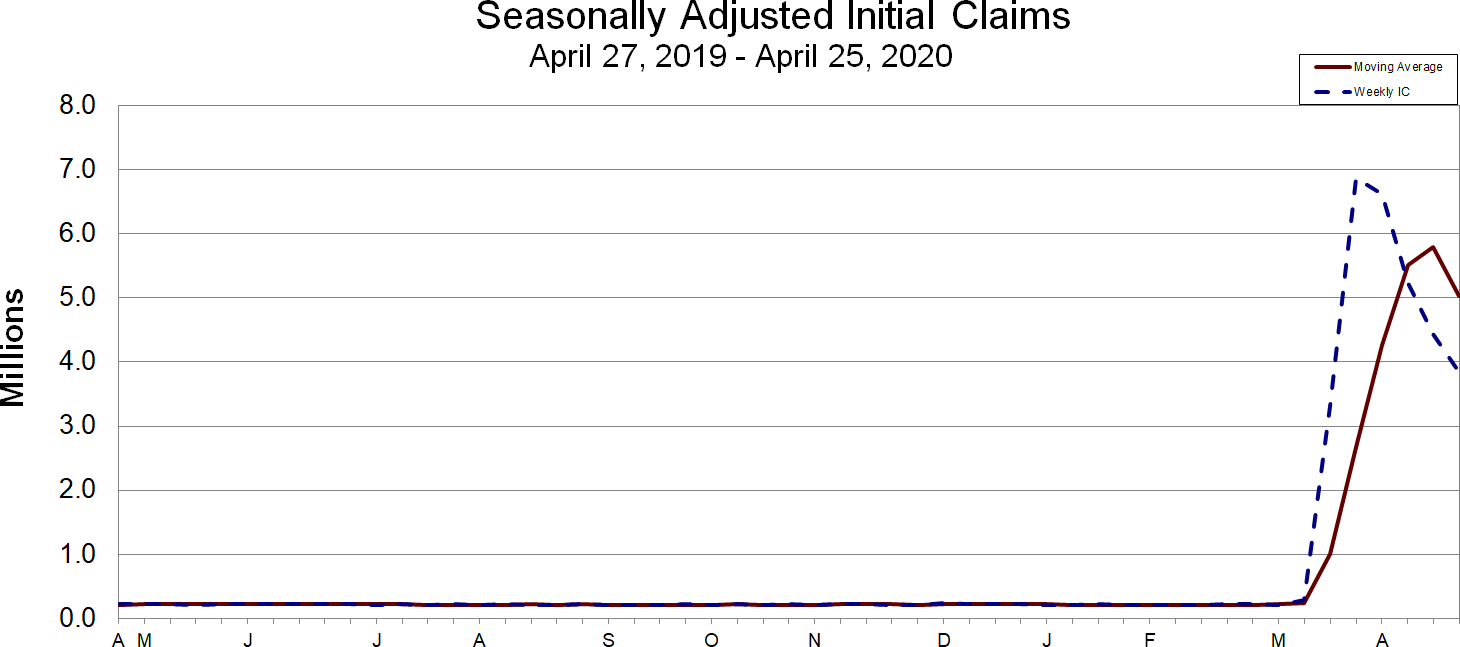 Seasonally Adjusted Initial Claims
April 27, 2019 - April 25, 2020
Moving Average
Weekly IC
8.0
7.0
6.0
5.0
4.0
3.0
2.0
1.0
0.0
Millions
A M J J A S O N D J F M A